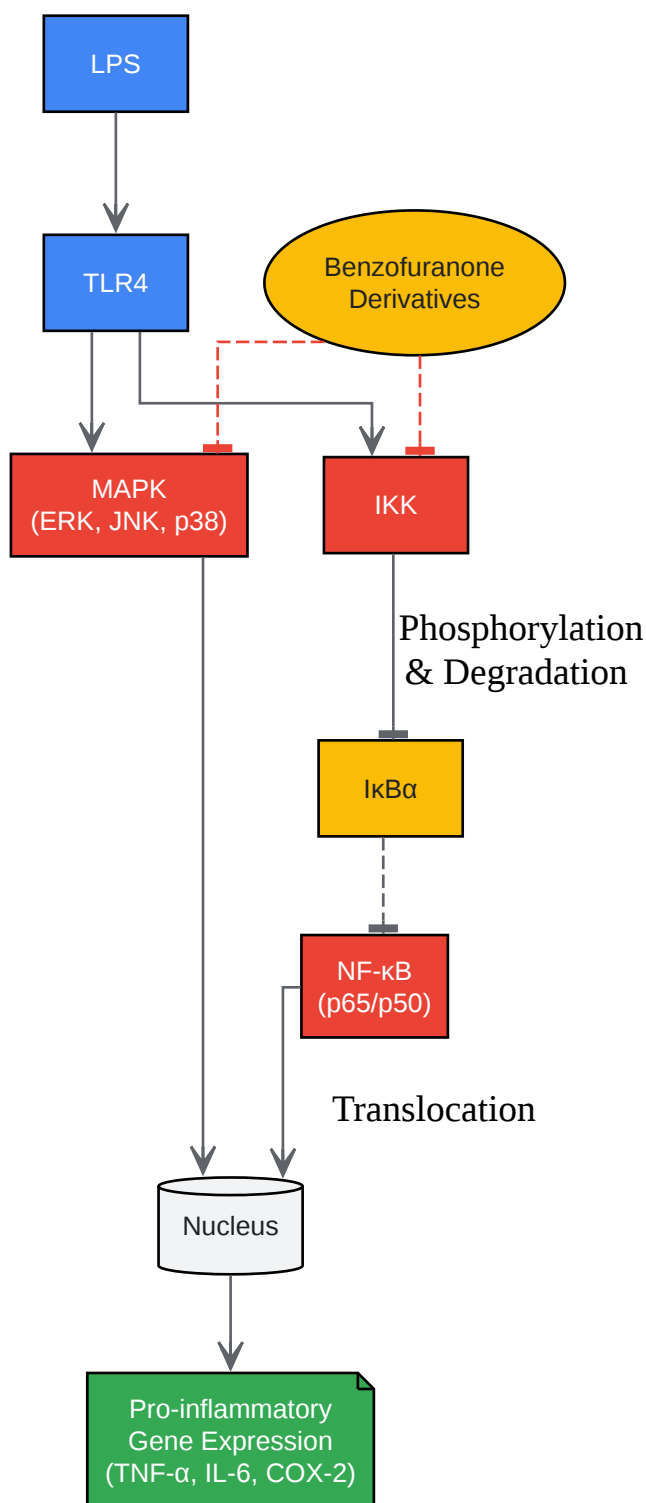 LPS
TLR4
Benzofuranone
Derivatives
MAPK
(ERK, JNK, p38)
IKK
Phosphorylation
& Degradation
IκBα
NF-κB
(p65/p50)
Translocation
Nucleus
Pro-inflammatory
Gene Expression
(TNF-α, IL-6, COX-2)